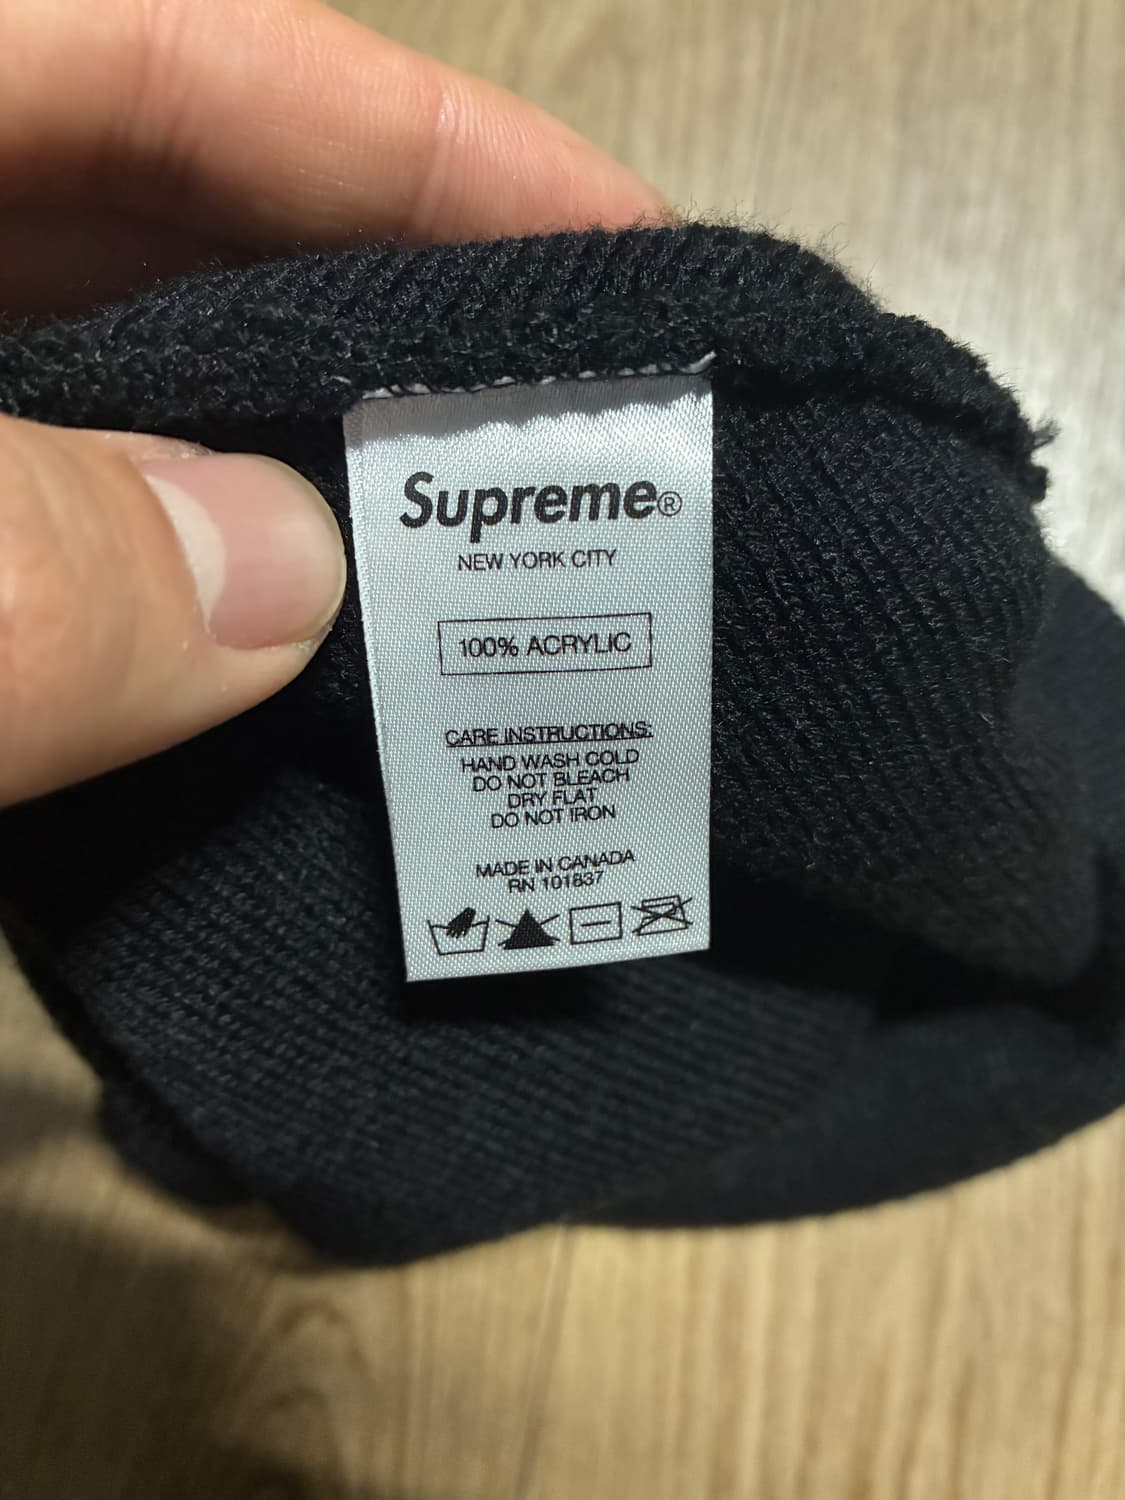 Supreme®
NEW YORK CITY
100% ACRYLIC
CARE INSTRUCTIONS:
HAND WASH COLD
DO NOT BLEACH
DRY FLAT
DO NOT IRON
MADE IN CANADA
RN 101837